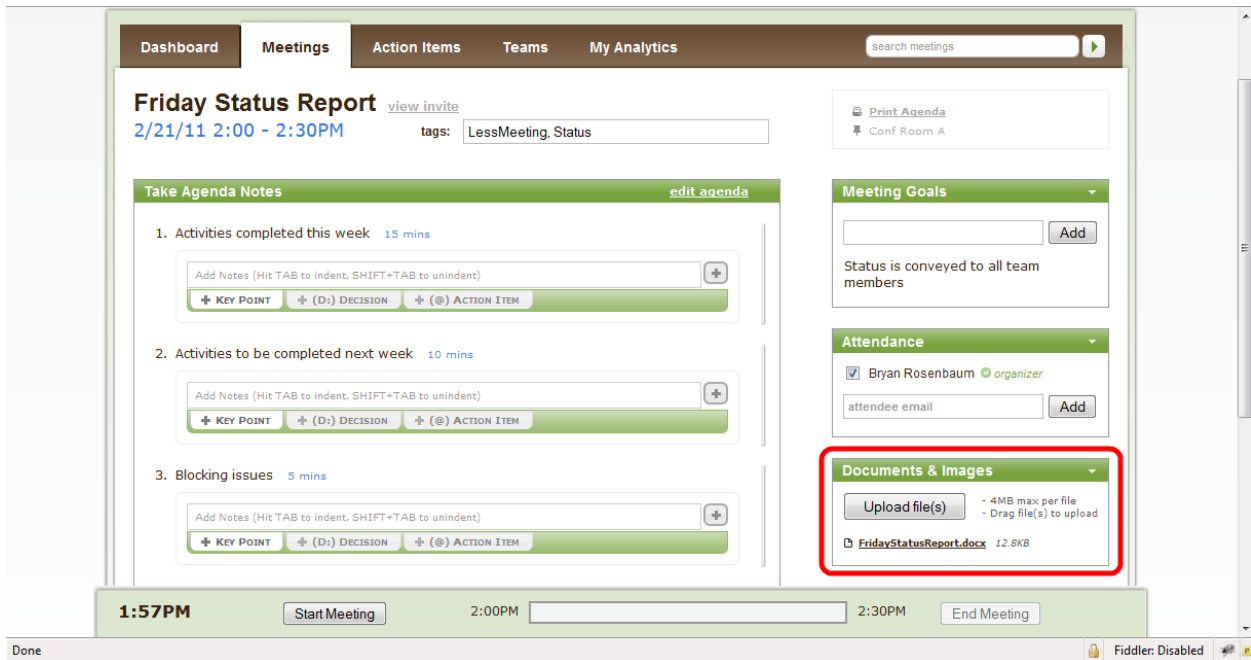 Dashboard Meetings Action Items Teams My Analytics search meetings
Friday Status Report view invite
2/21/11 2:00 - 2:30PM tags: LessMeeting, Status
Print Agenda
Conf Room A
Take Agenda Notes edit agenda
1. Activities completed this week 15 mins
Add Notes (Hit TAB to indent, SHIFT+TAB to unindent)
+ KEY POINT + (D:) DECISION + (@) ACTION ITEM
2. Activities to be completed next week 10 mins
Add Notes (Hit TAB to indent, SHIFT+TAB to unindent)
+ KEY POINT + (D:) DECISION + (@) ACTION ITEM
3. Blocking issues 5 mins
Add Notes (Hit TAB to indent, SHIFT+TAB to unindent)
+ KEY POINT + (D:) DECISION + (@) ACTION ITEM
Meeting Goals
Add
Status is conveyed to all team
members
Attendance
Bryan Rosenbaum organizer
attendee email Add
Documents & Images
Upload file(s)
- 4MB max per file
- Drag file(s) to upload
FridayStatusReport.docx 12.8KB
1:57PM Start Meeting 2:00PM 2:30PM End Meeting
Done Fiddler: Disabled